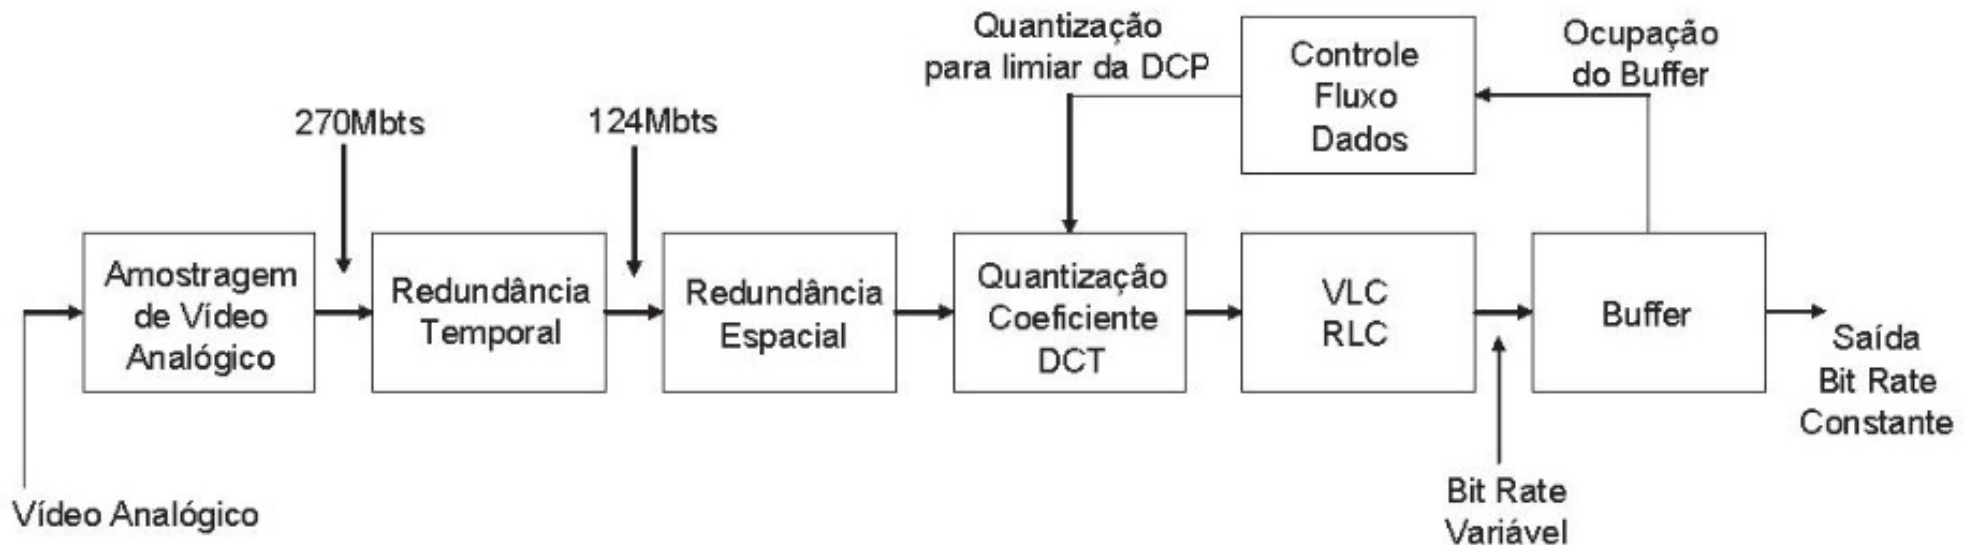 Quantização
para limiar da DCP
Controle
Fluxo
Dados
Ocupação
do Buffer
270Mbts
124Mbts
Amostragem
de Vídeo
Analógico
Redundância
Temporal
Redundância
Espacial
Quantização
Coeficiente
DCT
VLC
RLC
Buffer
Saída
Bit Rate
Constante
Vídeo Analógico
Bit Rate
Variável